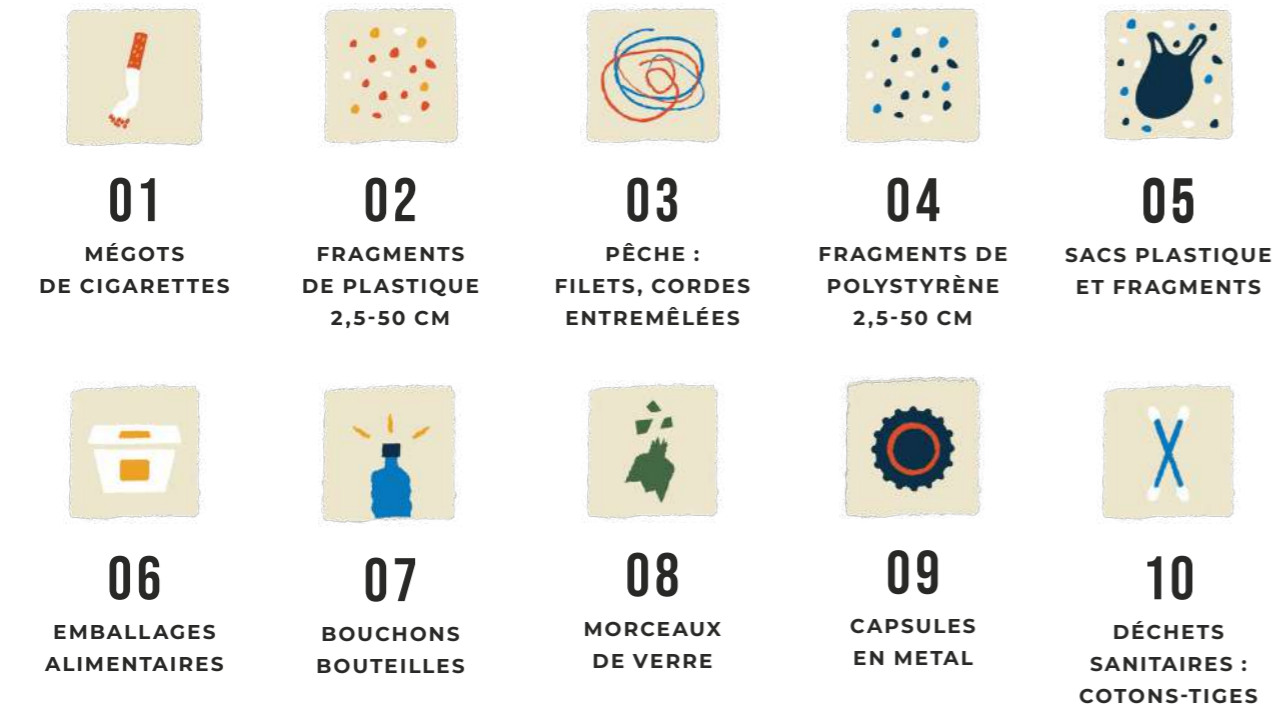 01
MÉGOTS
DE CIGARETTES
02
FRAGMENTS
DE PLASTIQUE
2,5-50 CM
03
PÊCHE :
FILETS, CORDES
ENTREMÊLÉES
04
FRAGMENTS DE
POLYSTYRÈNE
2,5-50 CM
05
SACS PLASTIQUE
ET FRAGMENTS
06
EMBALLAGES
ALIMENTAIRES
07
BOUCHONS
BOUTEILLES
08
MORCEAUX
DE VERRE
09
CAPSULES
EN METAL
10
DÉCHETS
SANITAIRES :
COTONS-TIGES